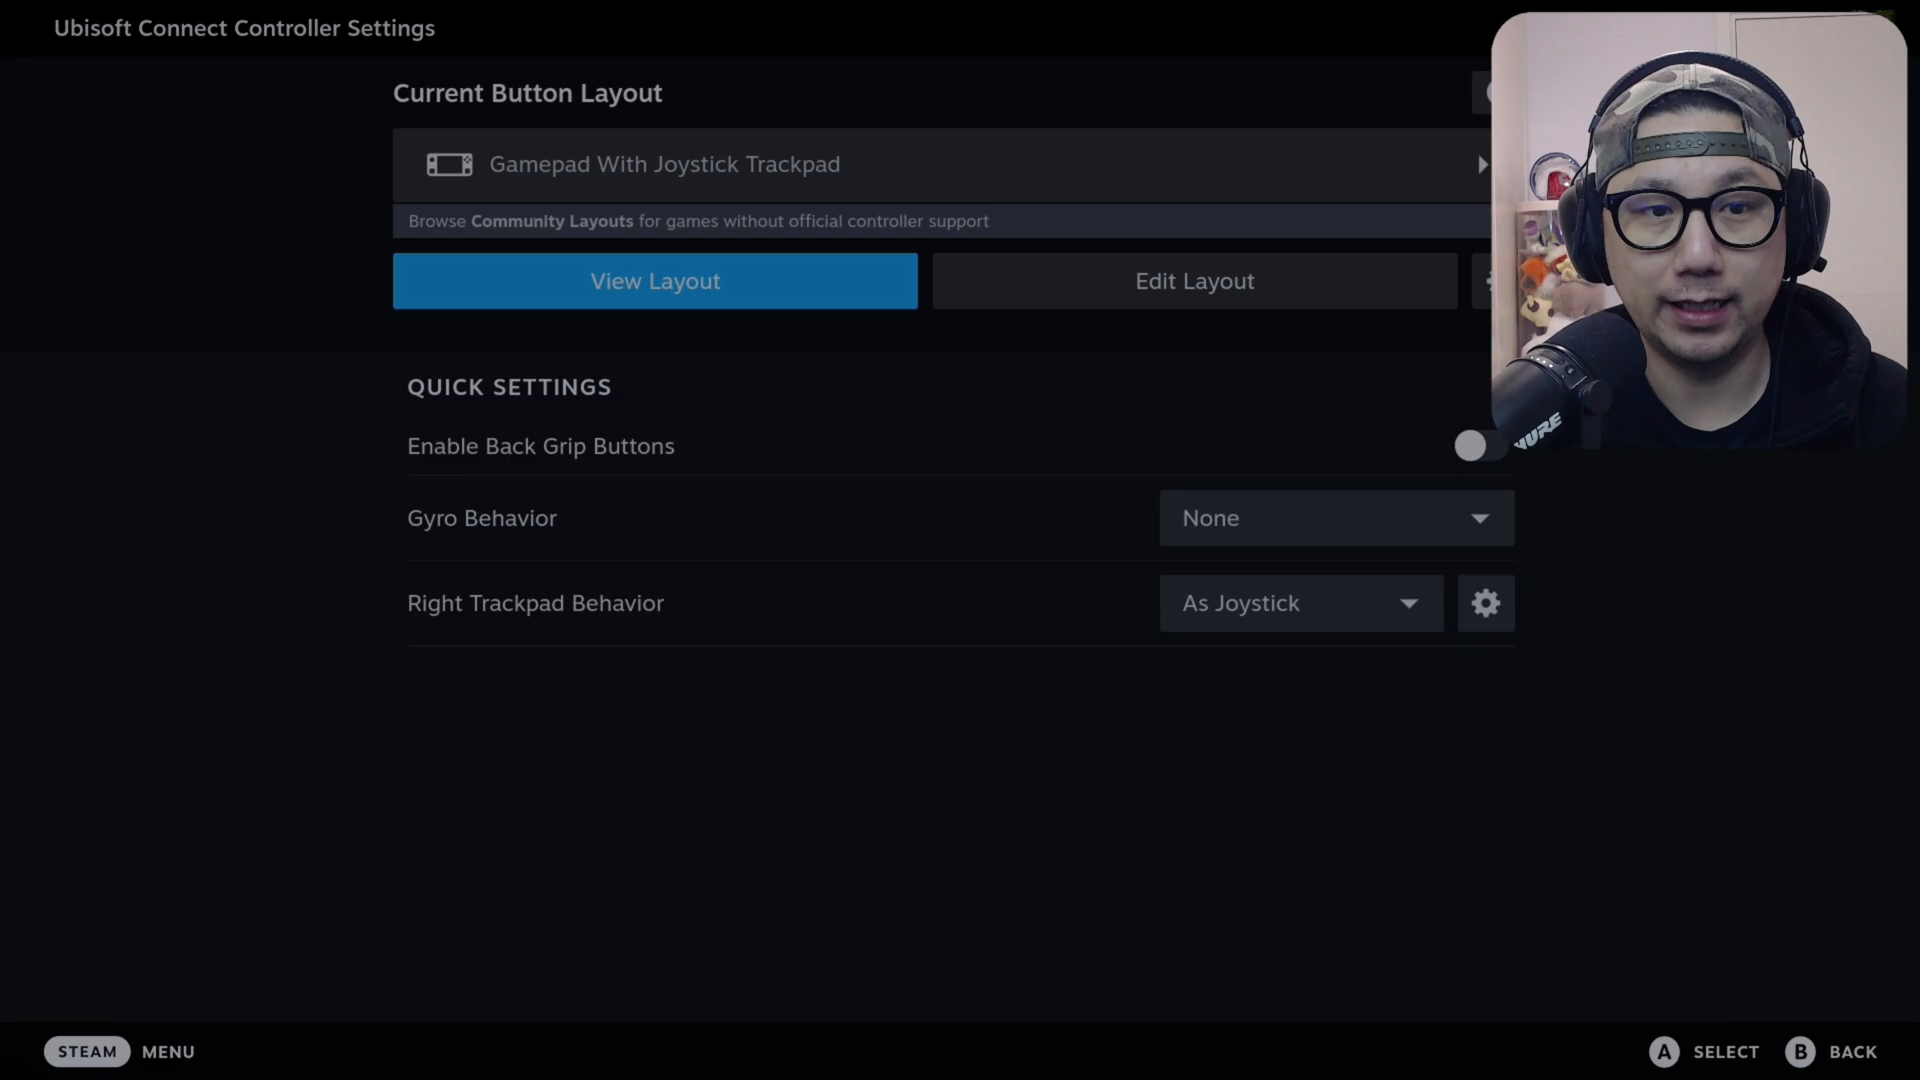 Ubisoft Connect Controller Settings
Current Button Layout
Gamepad With Joystick Trackpad
Browse Community Layouts for games without official controller support
View Layout
Edit Layout
QUICK SETTINGS
Enable Back Grip Buttons
Gyro Behavior
None
Right Trackpad Behavior
As Joystick
STEAM MENU
A SELECT B BACK